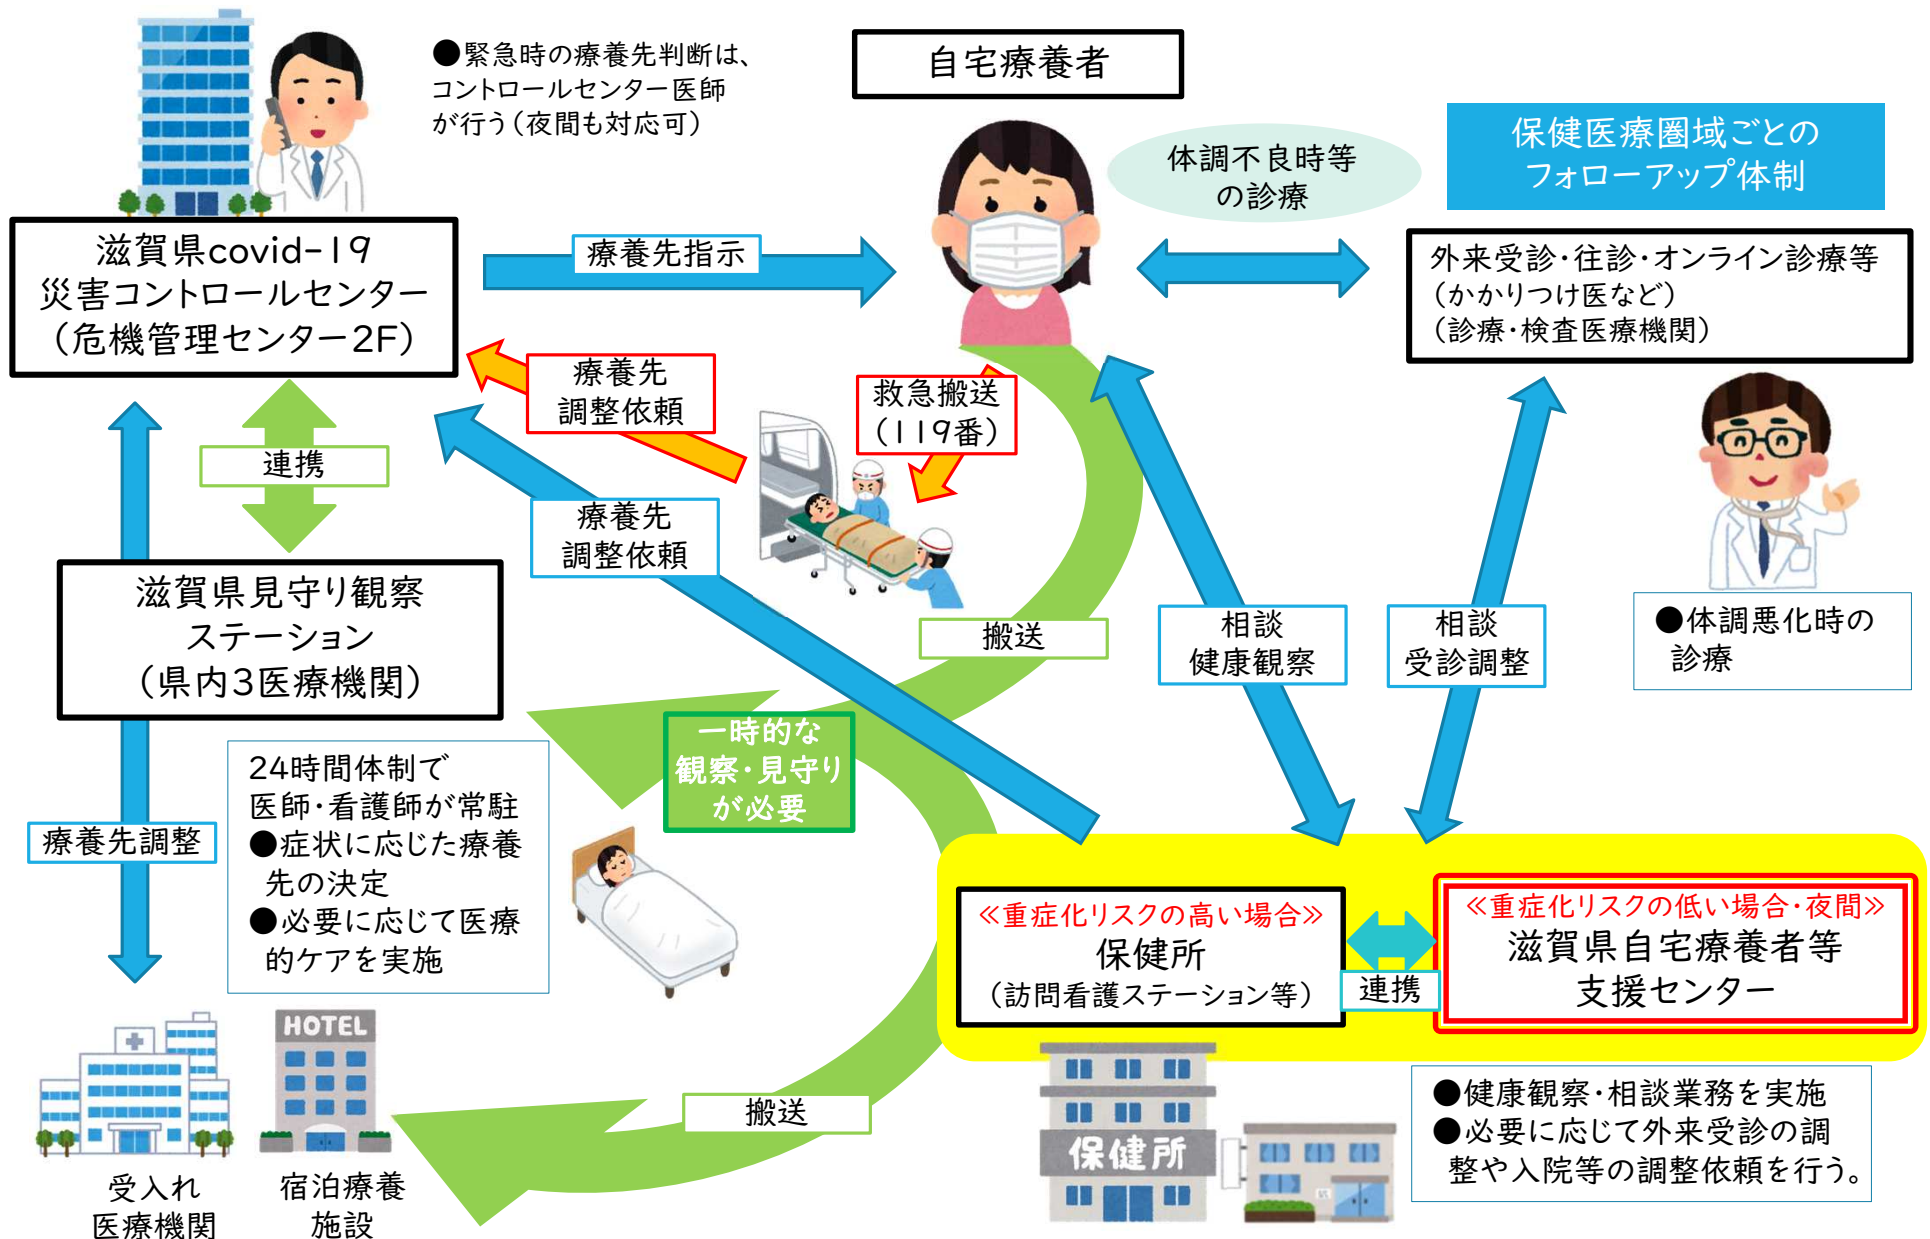 ●緊急時の療養先判断は、
コントロールセンター医師
が行う（夜間も対応可）
自宅療養者
体調不良時等
の診療
保健医療圏域ごとの
フォローアップ体制
滋賀県covid-19
災害コントロールセンター
（危機管理センター2F）
療養先指示
外来受診・往診・オンライン診療等
（かかりつけ医など）
（診療・検査医療機関）
療養先
調整依頼
救急搬送
（119番）
連携
療養先
調整依頼
滋賀県見守り観察
ステーション
（県内3医療機関）
搬送
相談
健康観察
相談
受診調整
●体調悪化時の
診療
一時的な
観察・見守り
が必要
24時間体制で
医師・看護師が常駐
●症状に応じた療養
先の決定
●必要に応じて医療
的ケアを実施
療養先調整
≪重症化リスクの高い場合≫
保健所
（訪問看護ステーション等）
連携
≪重症化リスクの低い場合・夜間≫
滋賀県自宅療養者等
支援センター
HOTEL
搬送
保健所
●健康観察・相談業務を実施
●必要に応じて外来受診の調
整や入院等の調整依頼を行う。
受入れ
医療機関
宿泊療養
施設